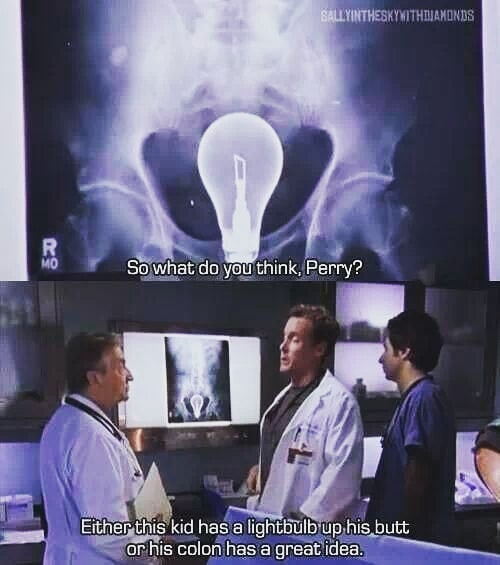 SALLYINTHESKYWITHDIAMONDS
R
MO
So what do you think, Perry?
Either this kid has a lightbulb up his butt
or his colon has a great idea.